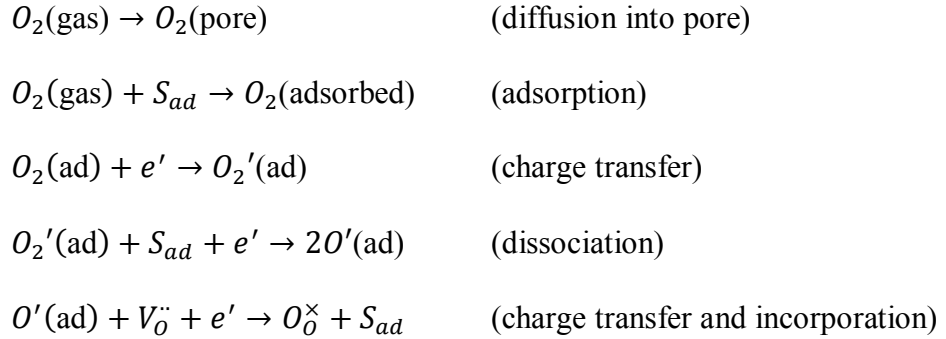 O₂(gas) → O₂(pore) (diffusion into pore)
O₂(gas) + S_ad → O₂(adsorbed) (adsorption)
O₂(ad) + e′ → O₂′(ad) (charge transfer)
O₂′(ad) + S_ad + e′ → 2O′(ad) (dissociation)
O′(ad) + V_O^¨ + e′ → O_O^× + S_ad (charge transfer and incorporation)